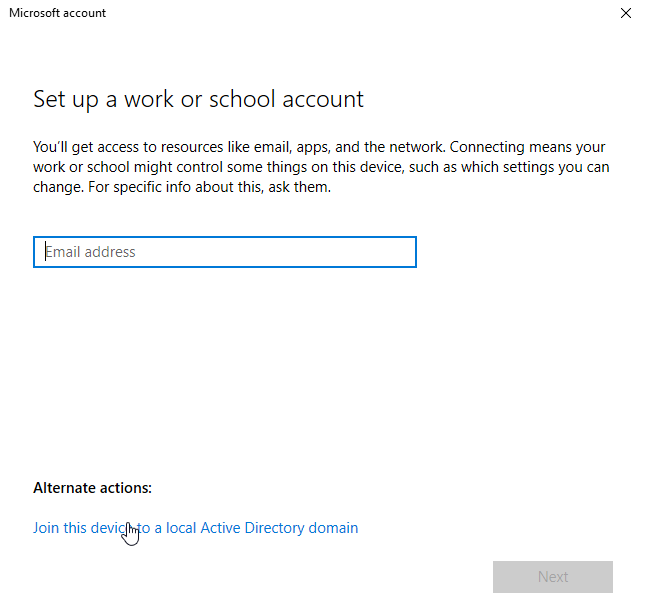 Microsoft account
Set up a work or school account
You’ll get access to resources like email, apps, and the network. Connecting means your
work or school might control some things on this device, such as which settings you can
change. For specific info about this, ask them.
Email address
Alternate actions:
Join this device to a local Active Directory domain
Next